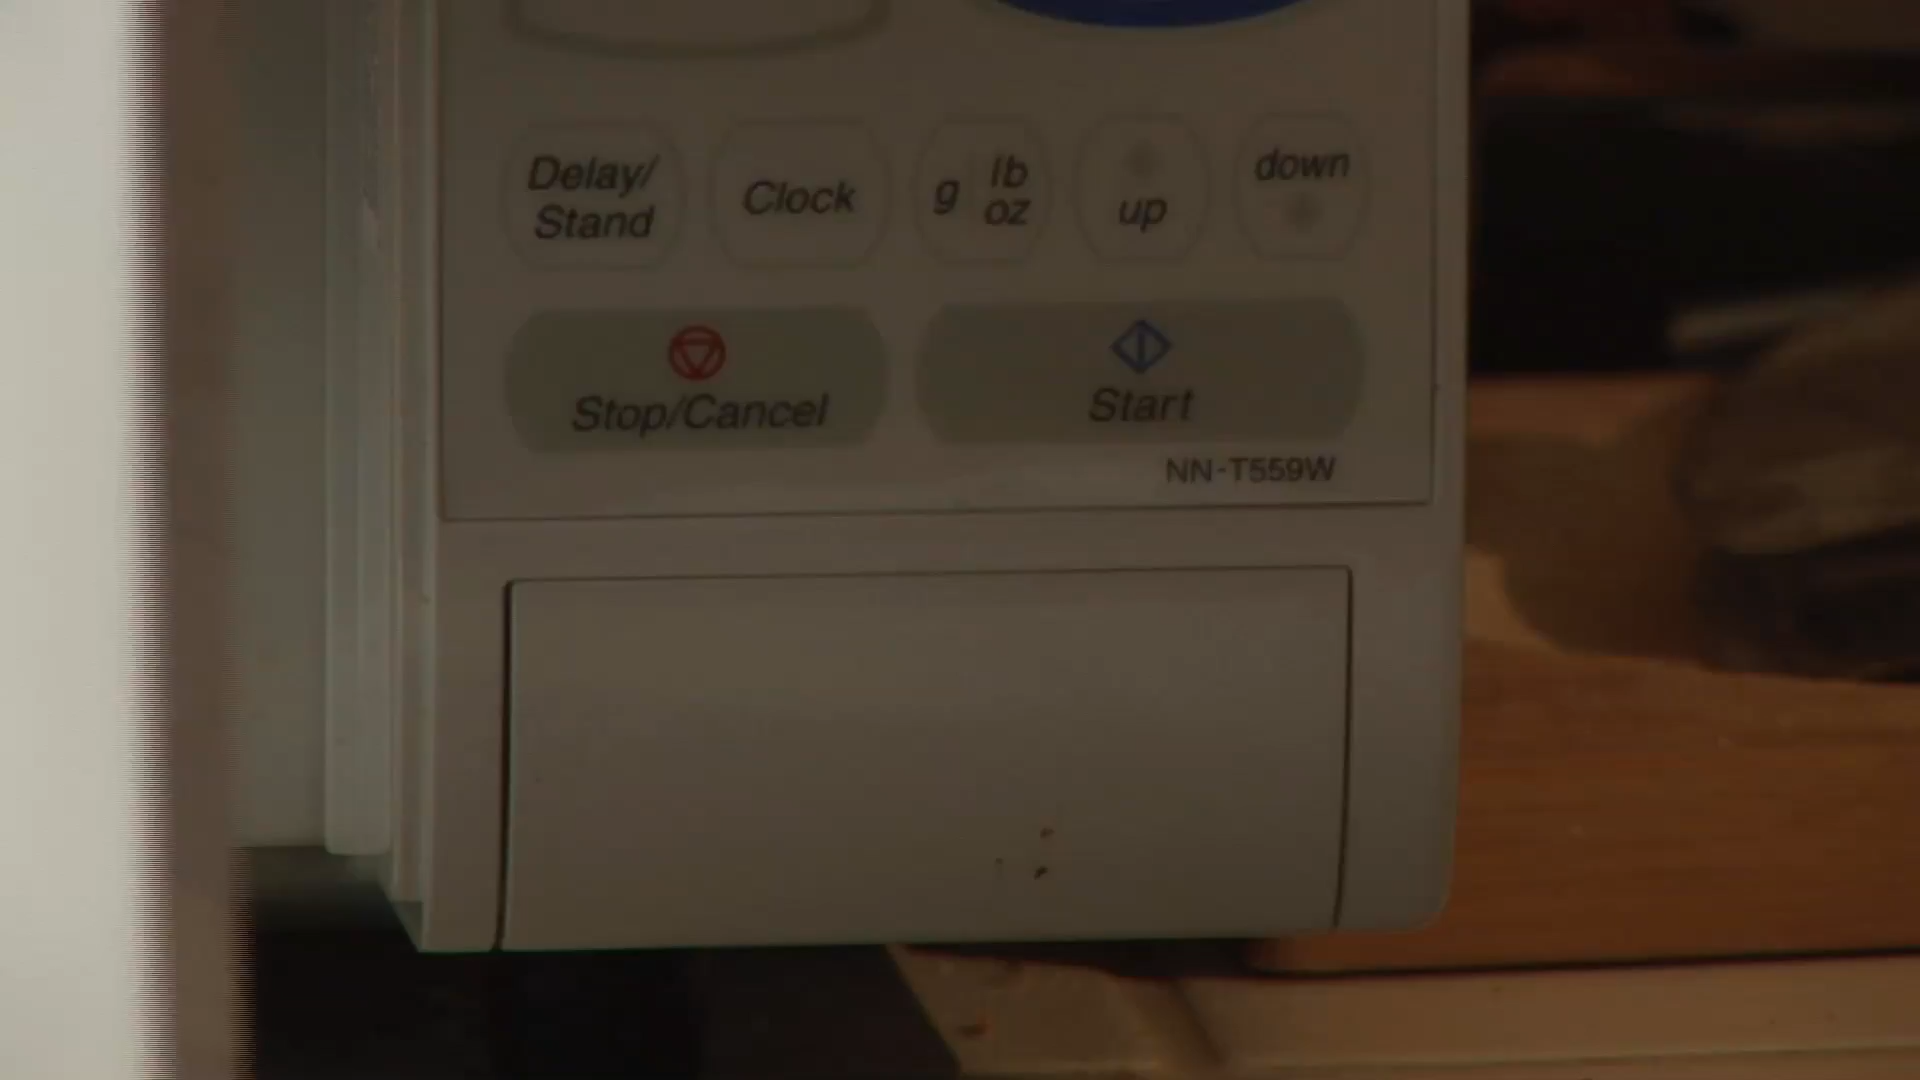 Delay/
Stand
Clock
g
lb
oz
up
down
Stop/Cancel
Start
NN-T559W